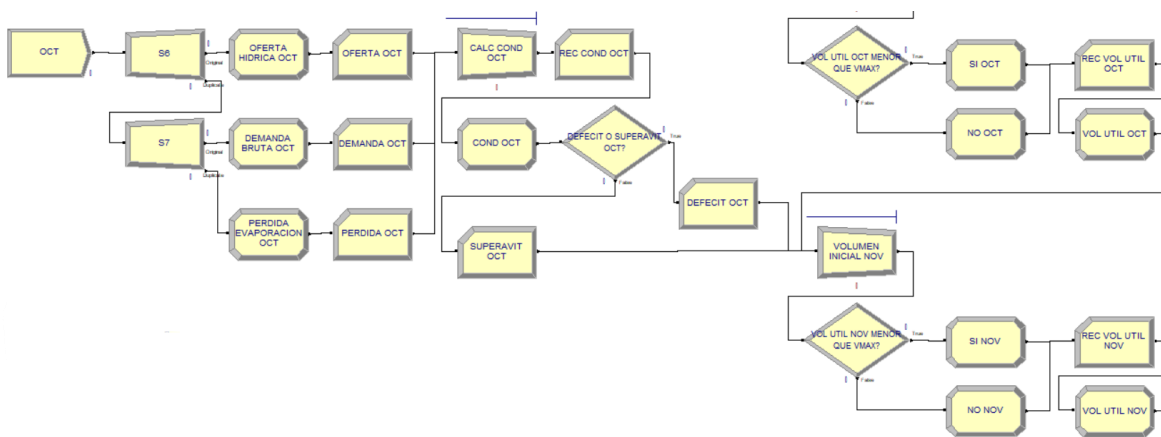 OCT
S6
Original
Duplicate
OFERTA
HIDRICA OCT
OFERTA OCT
CALC COND
OCT
REC COND OCT
S7
Original
Duplicate
DEMANDA
BRUTA OCT
DEMANDA OCT
COND OCT
DEFECIT O SUPERAVIT
OCT?
True
False
DEFECIT OCT
PERDIDA
EVAPORACION
OCT
PERDIDA OCT
SUPERAVIT
OCT
VOL UTIL OCT MENOR
QUE VMAX?
True
False
SI OCT
REC VOL UTIL
OCT
NO OCT
VOL UTIL OCT
VOLUMEN
INICIAL NOV
VOL UTIL NOV MENOR
QUE VMAX?
True
False
SI NOV
REC VOL UTIL
NOV
NO NOV
VOL UTIL NOV